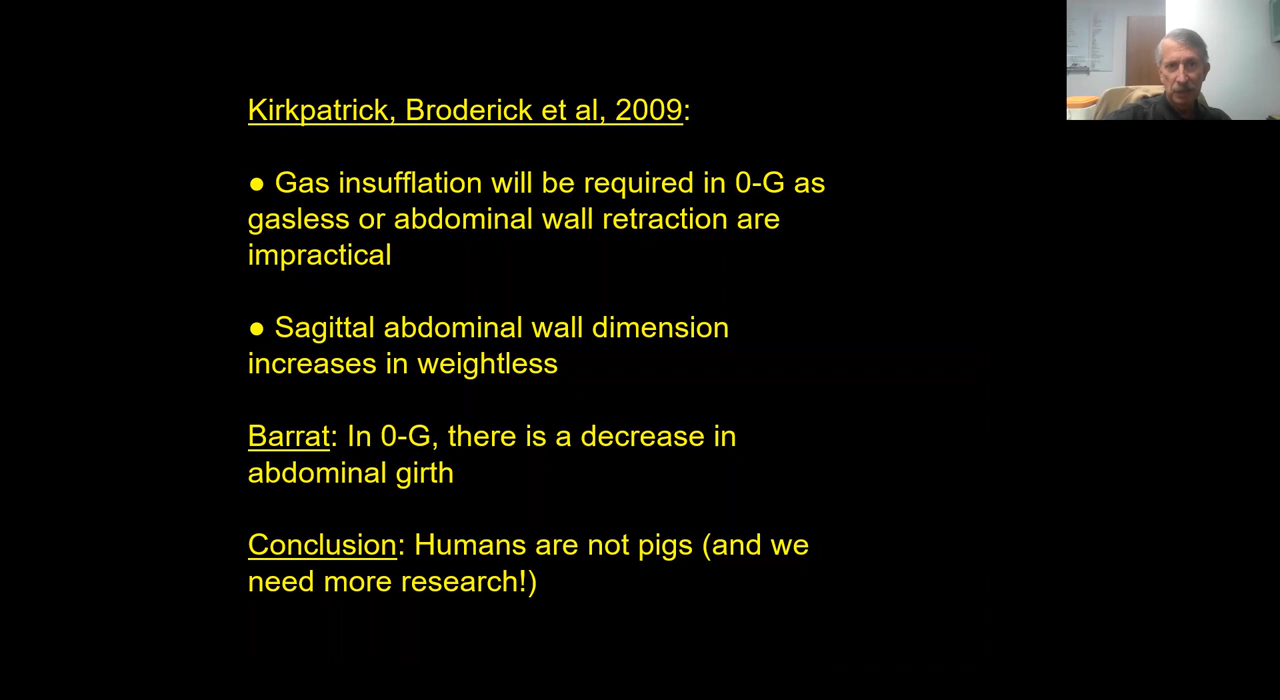 Kirkpatrick, Broderick et al, 2009:
● Gas insufflation will be required in 0-G as
gasless or abdominal wall retraction are
impractical
● Sagittal abdominal wall dimension
increases in weightless
Barrat: In 0-G, there is a decrease in
abdominal girth
Conclusion: Humans are not pigs (and we
need more research!)